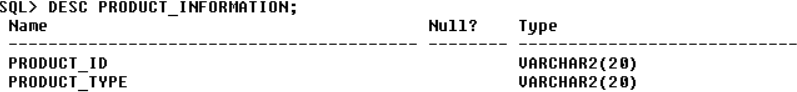 SQL> DESC PRODUCT_INFORMATION;
Name Null? Type
----------------------------------------- -------- ----------------------------
PRODUCT_ID VARCHAR2(20)
PRODUCT_TYPE VARCHAR2(20)